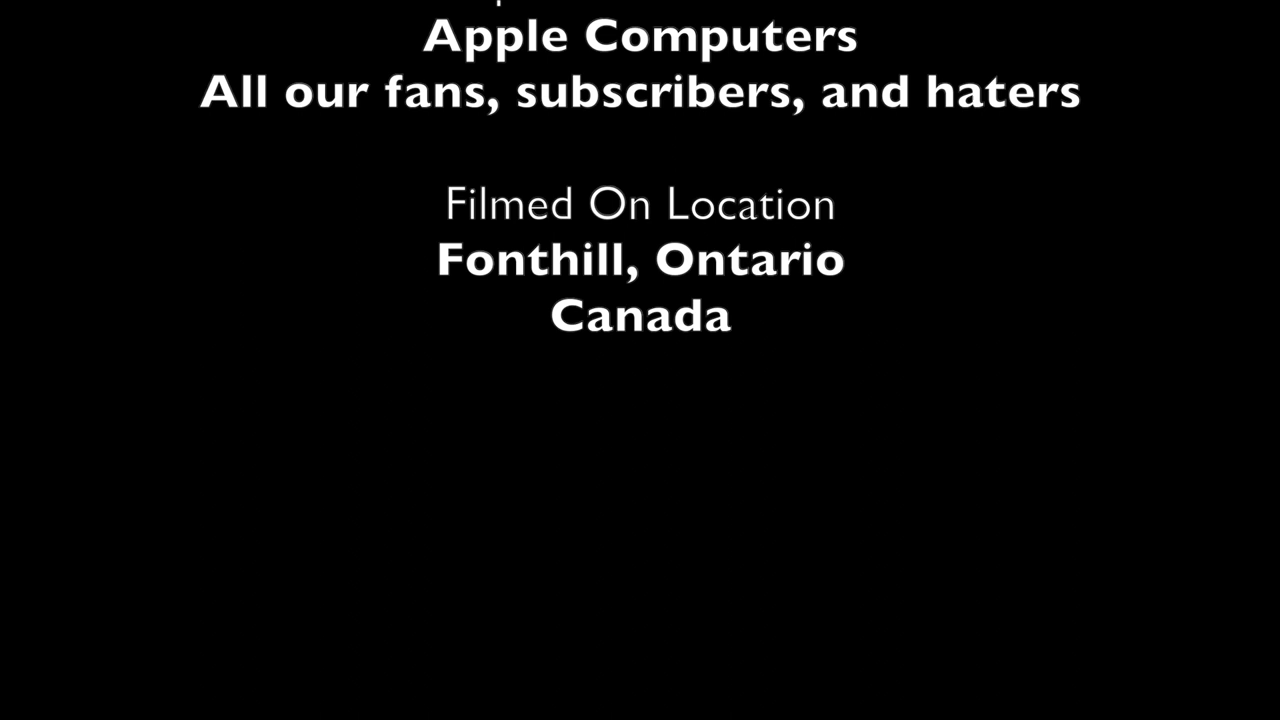 Apple Computers
All our fans, subscribers, and haters
Filmed On Location
Fonthill, Ontario
Canada